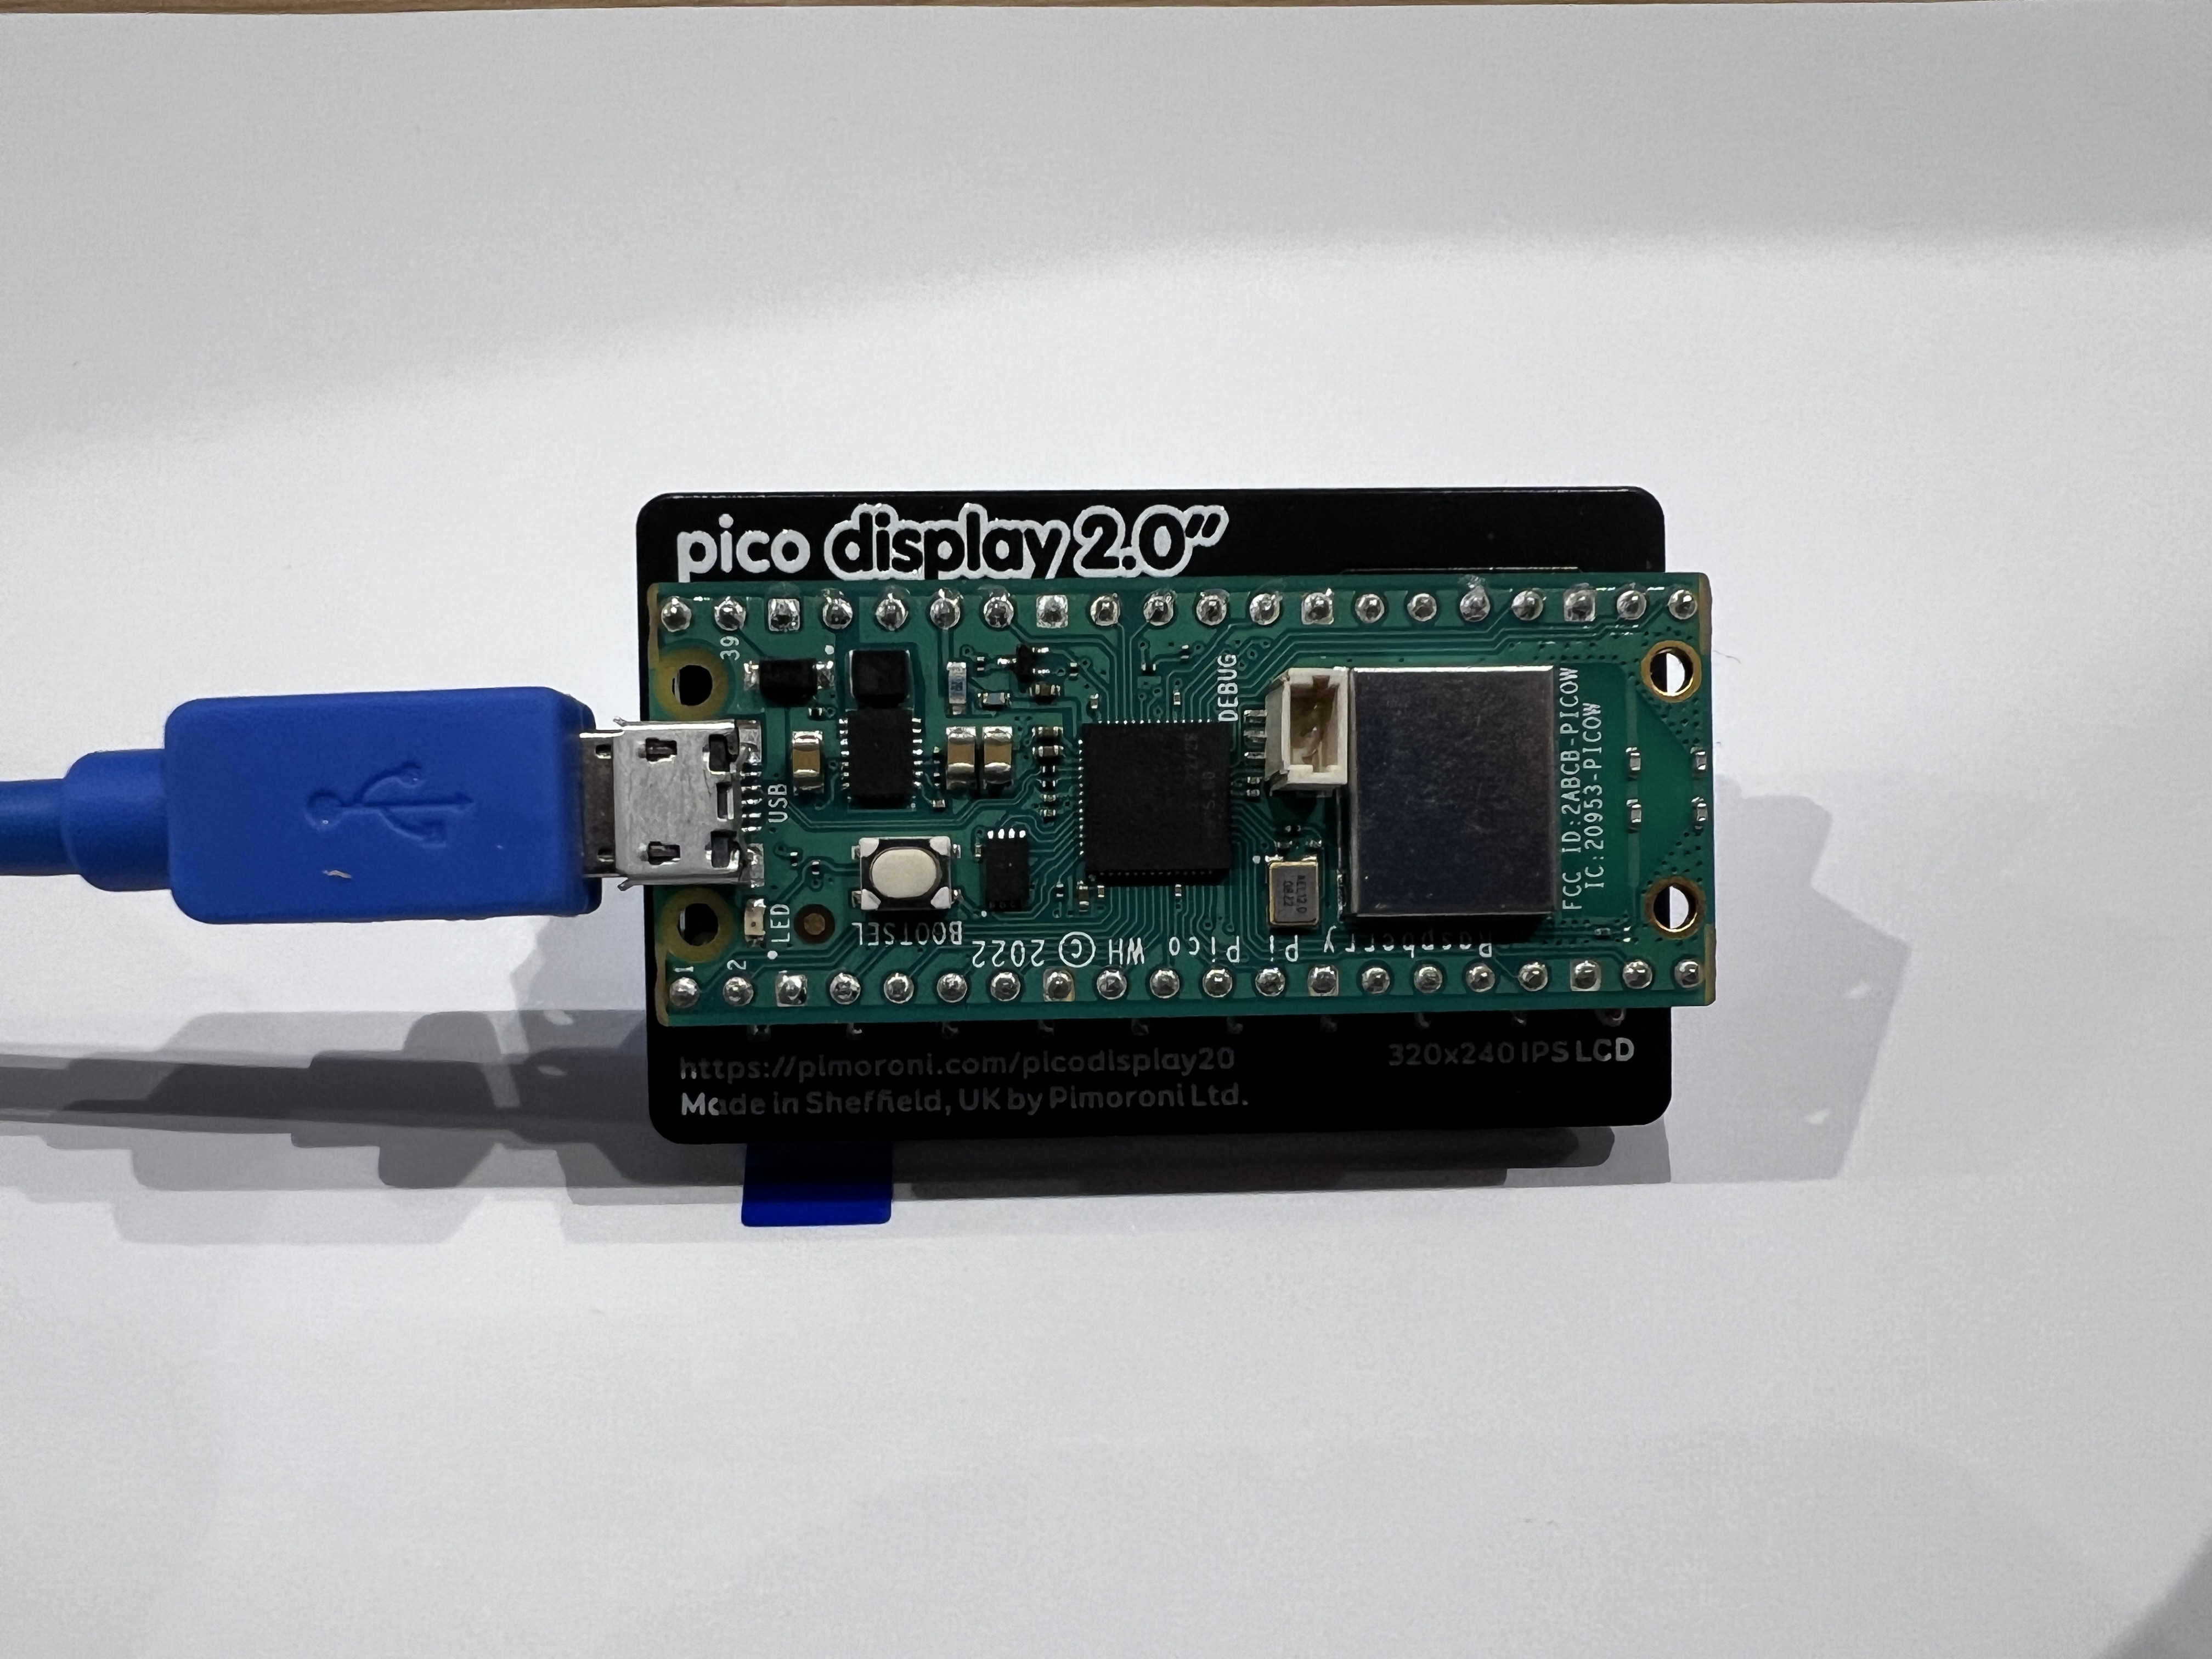 pico display 2.0"
39
DEBUG
USB
FCC ID:2ABCB-PICOW
IC:20953-PICOW
LED
BOOTSEL
1
2
Raspberry Pi Pico WH © 2022
https://pimoroni.com/picodisplay20
320x240 IPS LCD
Made in Sheffield, UK by Pimoroni Ltd.